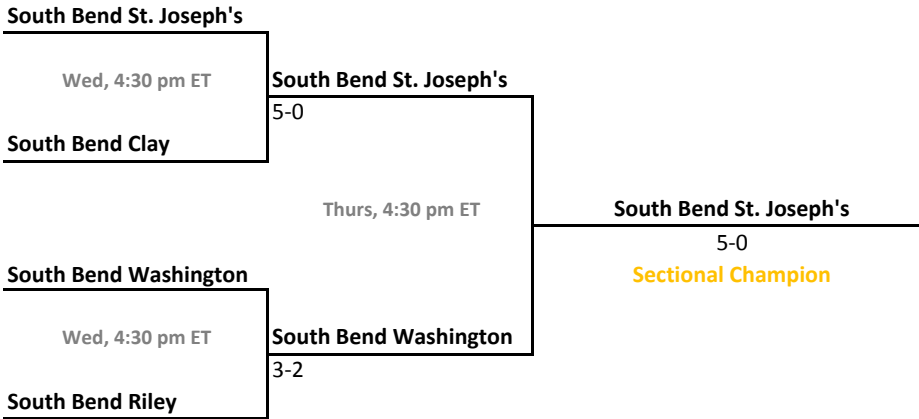 South Bend St. Joseph's
Wed, 4:30 pm ET
South Bend St. Joseph's
5-0
South Bend Clay
Thurs, 4:30 pm ET
South Bend St. Joseph's
5-0
Sectional Champion
South Bend Washington
Wed, 4:30 pm ET
South Bend Washington
3-2
South Bend Riley